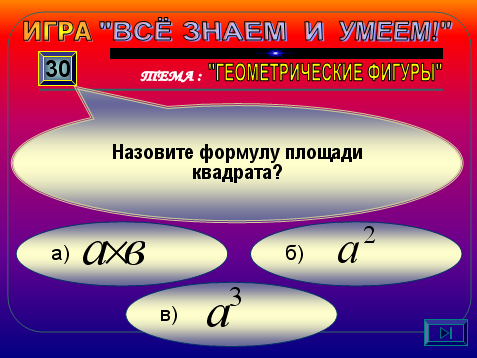 ИГРА "ВСЁ ЗНАЕМ И УМЕЕМ!"
30
ТЕМА : "ГЕОМЕТРИЧЕСКИЕ ФИГУРЫ"
Назовите формулу площади
квадрата?
а) а×в
б) a²
в) a³